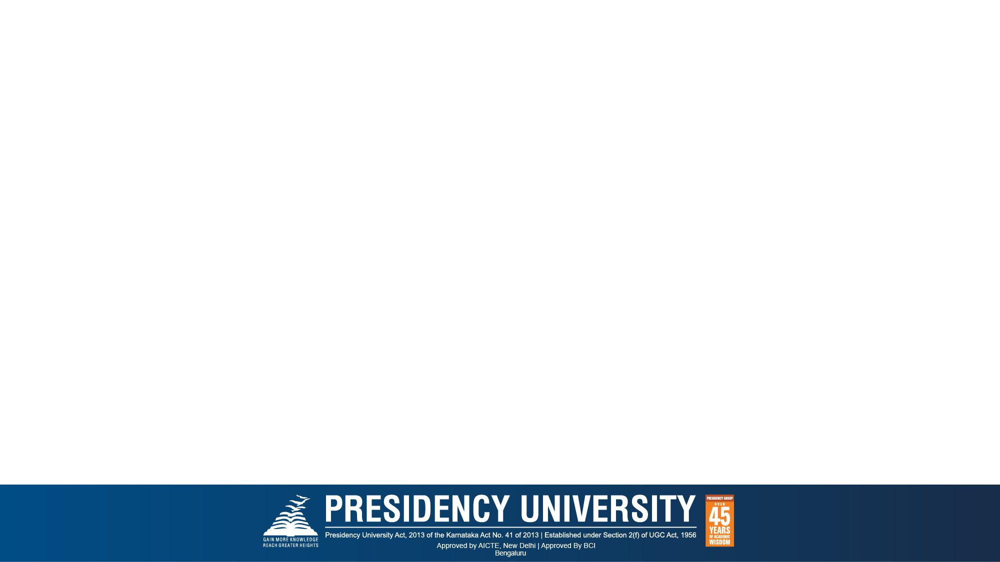 PRESIDENCY UNIVERSITY
Presidency University Act, 2013 of the Karnataka Act No. 41 of 2013 | Established under Section 2(f) of UGC Act, 1956
Approved by AICTE, New Delhi | Approved By BCI
Bengaluru
GAIN MORE KNOWLEDGE
REACH GREATER HEIGHTS
PRESIDENCY GROUP
OVER
45
YEARS
OF ACADEMIC
WISDOM